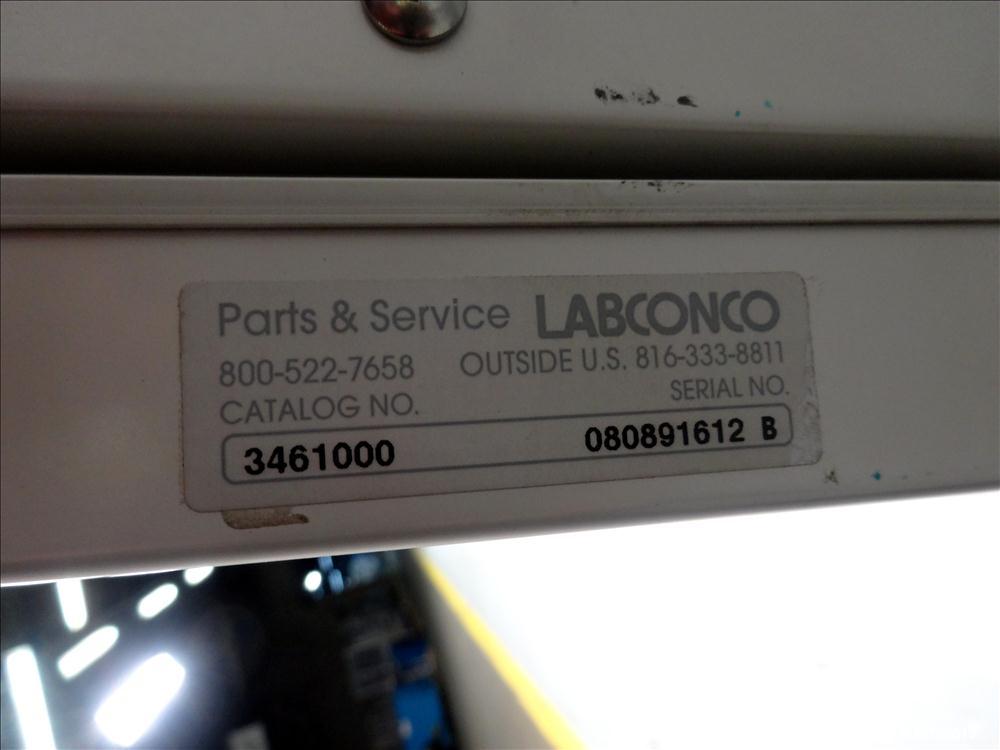 Parts & Service LABCONCO
800-522-7658 OUTSIDE U.S. 816-333-8811
CATALOG NO. SERIAL NO.
3461000 080891612 B